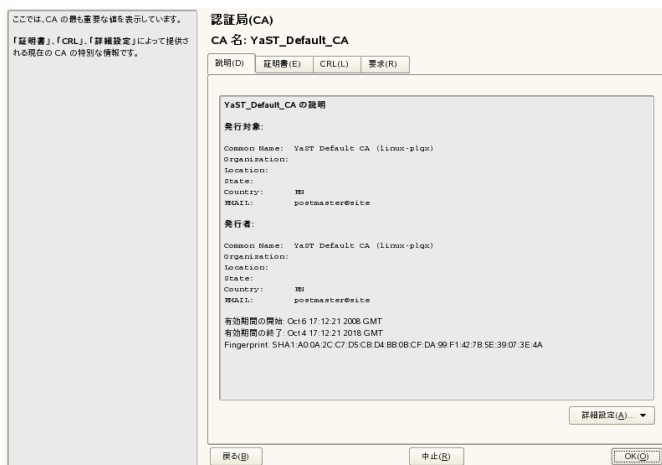 ここでは、CA の最も重要な値を表示しています。
「証明書」、「CRL」、「詳細設定」によって提供さ
れる現在の CA の特別な情報です。
認証局(CA)
CA 名: YaST_Default_CA
説明(D) 証明書(E) CRL(L) 要求(R)
YaST_Default_CA の説明
発行対象:
Common Name: YaST Default CA (linux-plgx)
Organization:
Location:
State:
Country:
EMAIL: postmaster@site
発行者:
Common Name: YaST Default CA (linux-plgx)
Organization:
Location:
State:
Country:
EMAIL: postmaster@site
有効期間の開始: Oct 6 17:12:21 2008 GMT
有効期間の終了: Oct 4 17:12:21 2018 GMT
Fingerprint: SHA1:A0:0A:2C:C7:D5:CB:D4:BB:0B:CF:DA:99:F1:42:7B:5E:39:07:3E:4A
詳細設定(A)...
戻る(B) 中止(R) OK(O)